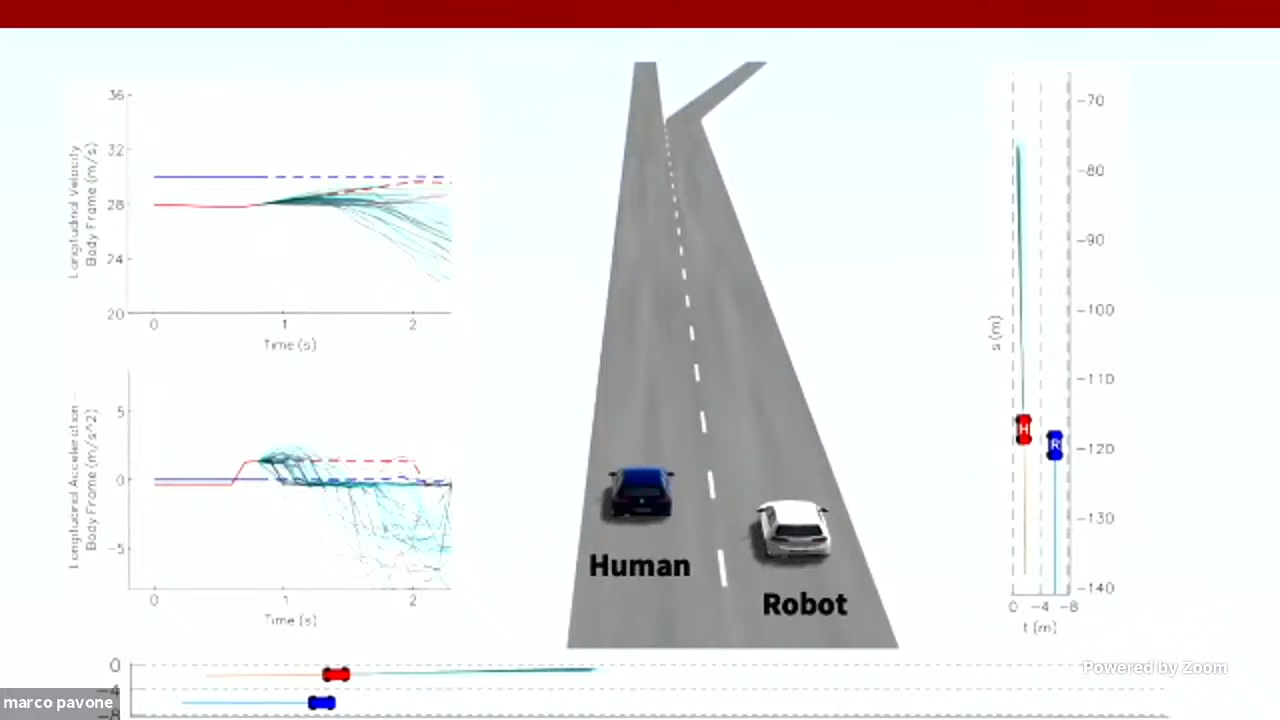 36
32
28
24
20
Longitudinal Velocity
Body Frame (m/s)
0
1
2
Time (s)
5
0
−5
Longitudinal Acceleration
Body Frame (m/s^2)
0
1
2
Time (s)
Human
Robot
−70
−80
−90
−100
−110
−120
−130
−140
s (m)
H
R
0 −4 −8
t (m)
0
−4
−8
Powered by Zoom
marco pavone